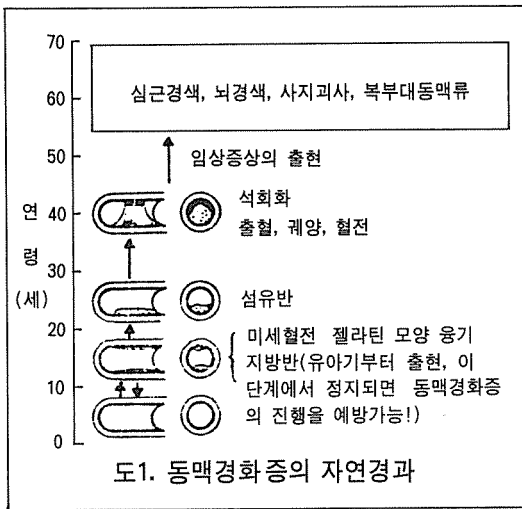 70
60
50
40
30
20
10
0
연
령
(세)
심근경색, 뇌경색, 사지괴사, 복부대동맥류
임상증상의 출현
석회화
출혈, 궤양, 혈전
섬유반
미세혈전 젤라틴 모양 융기
지방반(유아기부터 출현, 이
단계에서 정지되면 동맥경화증
의 진행을 예방가능!)
도1. 동맥경화증의 자연경과